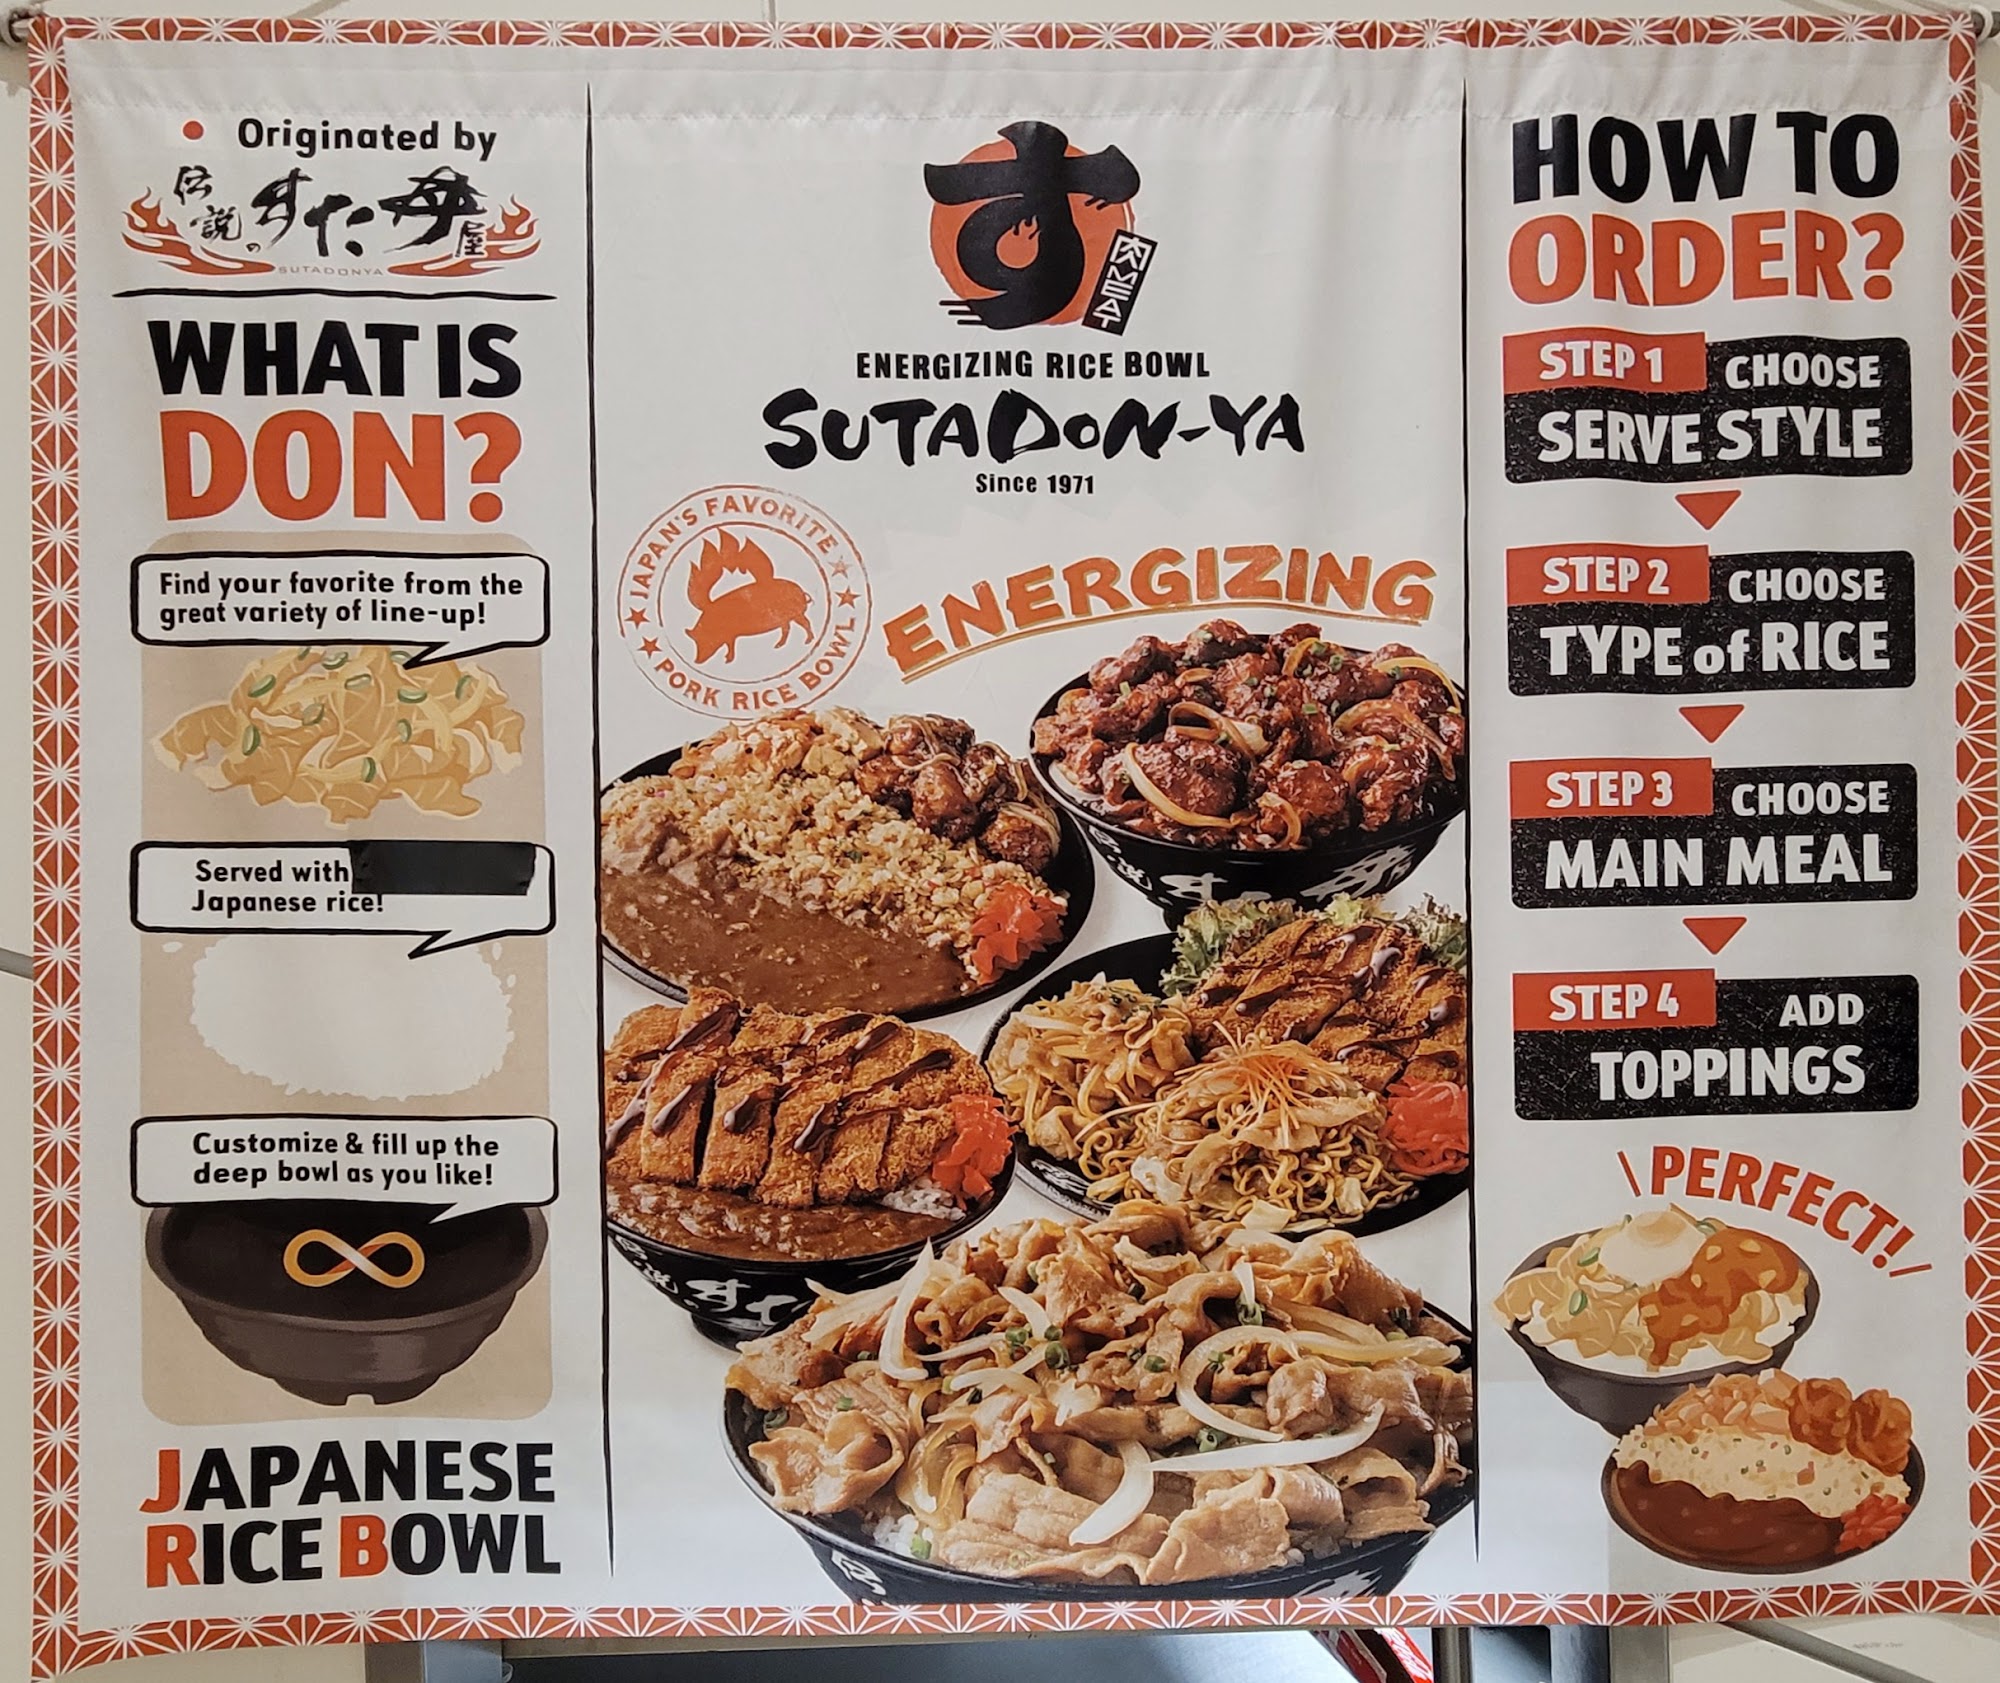 Originated by
伝説の すた丼屋
SUTADONYA
WHAT IS
DON?
Find your favorite from the
great variety of line-up!
Served with
Japanese rice!
Customize & fill up the
deep bowl as you like!
JAPANESE
RICE BOWL
す
肉MEAT
ENERGIZING RICE BOWL
SUTADON-YA
Since 1971
JAPAN'S FAVORITE
PORK RICE BOWL
ENERGIZING
HOW TO
ORDER?
STEP 1 CHOOSE
SERVE STYLE
STEP 2 CHOOSE
TYPE of RICE
STEP 3 CHOOSE
MAIN MEAL
STEP 4 ADD
TOPPINGS
\PERFECT!/